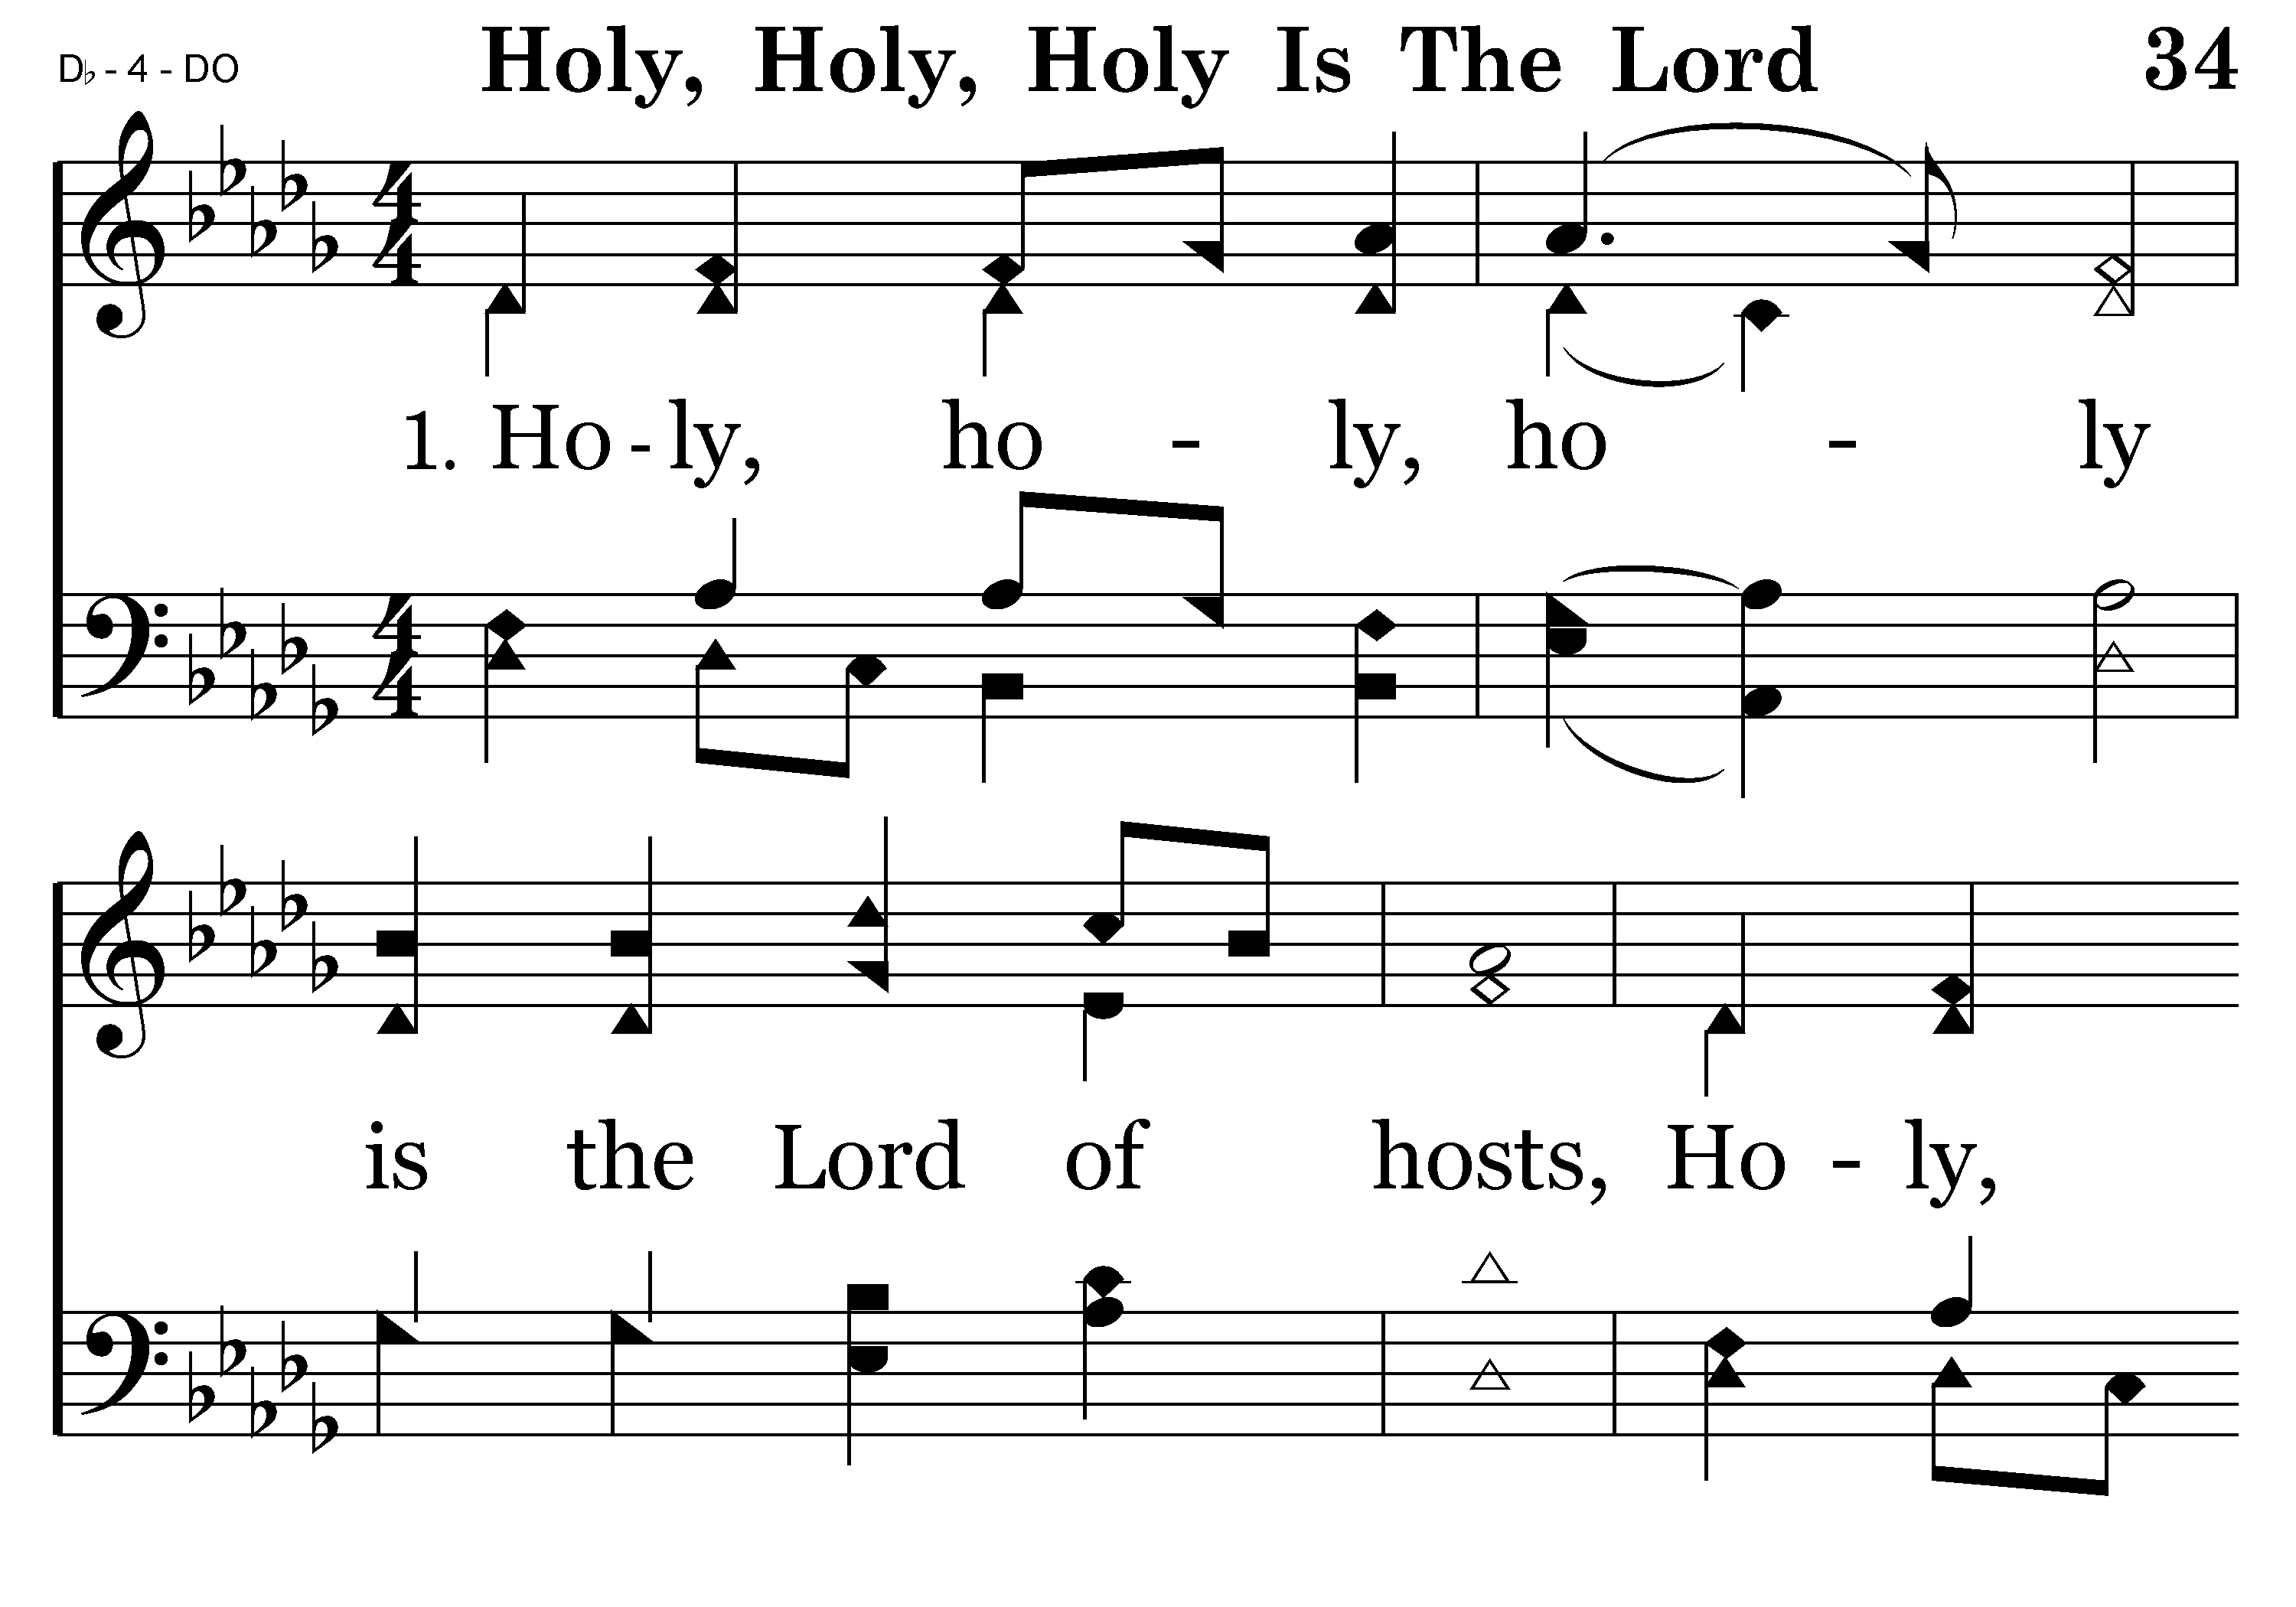 D♭ - 4 - DO Holy, Holy, Holy Is The Lord 34
1. Ho - ly, ho - ly, ho - ly
is the Lord of hosts, Ho - ly,